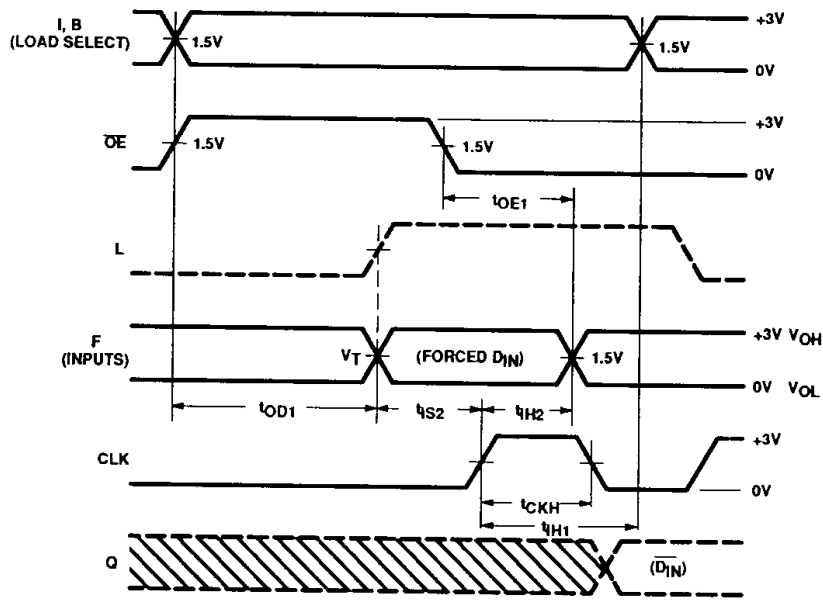 I, B
(LOAD SELECT)
1.5V
1.5V
+3V
0V
OE
1.5V
1.5V
+3V
0V
tOE1
L
F
(INPUTS)
VT
(FORCED DIN)
1.5V
+3V VOH
0V VOL
tOD1
tIS2
tIH2
CLK
+3V
0V
tCKH
tIH1
Q
(DIN)